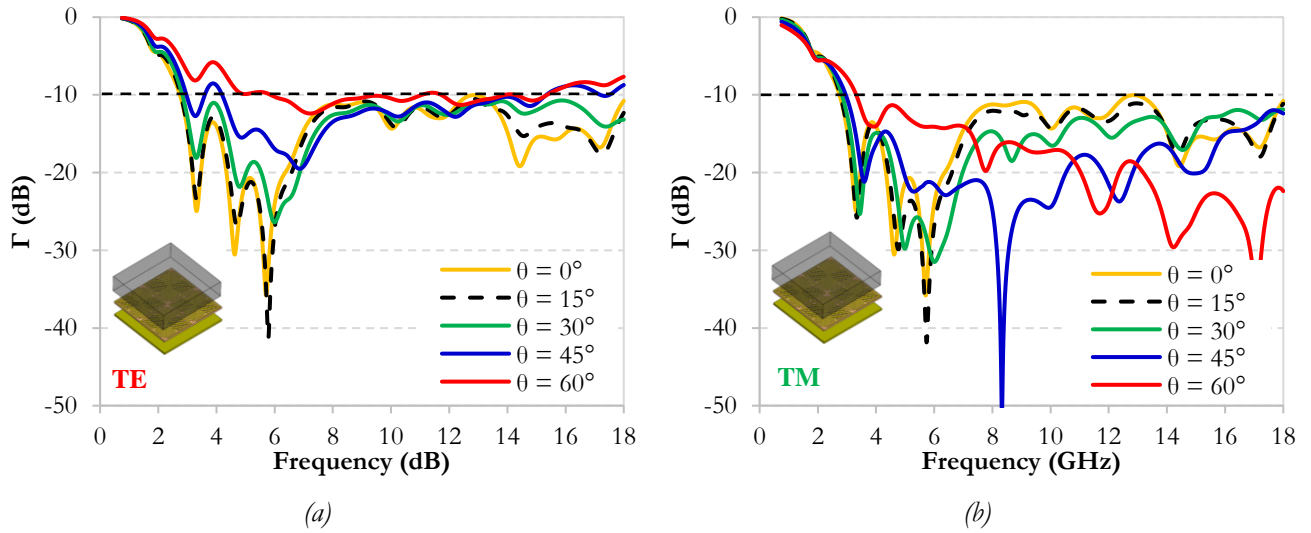 0
-10
-20
-30
-40
-50
Γ (dB)
θ = 0°
θ = 15°
θ = 30°
θ = 45°
θ = 60°
TE
0 2 4 6 8 10 12 14 16 18
Frequency (dB)
(a)
0
-10
-20
-30
-40
-50
Γ (dB)
θ = 0°
θ = 15°
θ = 30°
θ = 45°
θ = 60°
TM
0 2 4 6 8 10 12 14 16 18
Frequency (GHz)
(b)